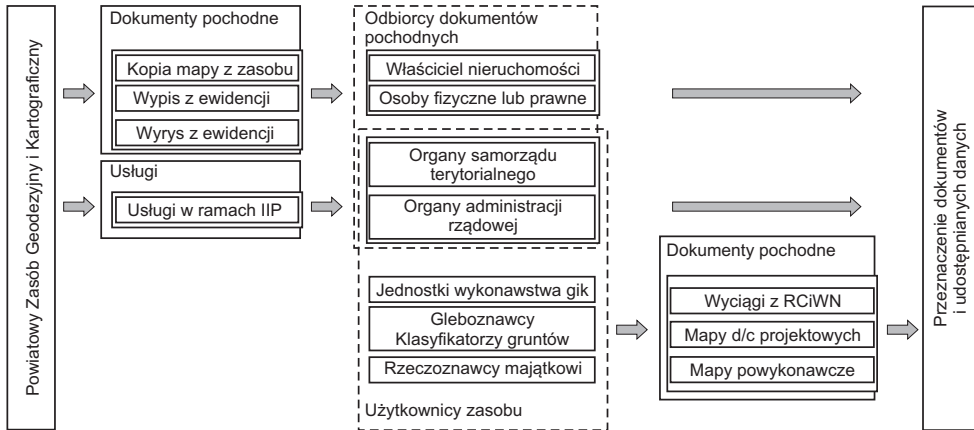 Powiatowy Zasób Geodezyjny i Kartograficzny
Dokumenty pochodne
Kopia mapy z zasobu
Wypis z ewidencji
Wyrys z ewidencji
Usługi
Usługi w ramach IIP
Odbiorcy dokumentów
pochodnych
Właściciel nieruchomości
Osoby fizyczne lub prawne
Organy samorządu
terytorialnego
Organy administracji
rządowej
Jednostki wykonawstwa gik
Gleboznawcy
Klasyfikatorzy gruntów
Rzeczoznawcy majątkowi
Użytkownicy zasobu
Dokumenty pochodne
Wyciągi z RCiWN
Mapy d/c projektowych
Mapy powykonawcze
Przeznaczenie dokumentów
i udostępnianych danych